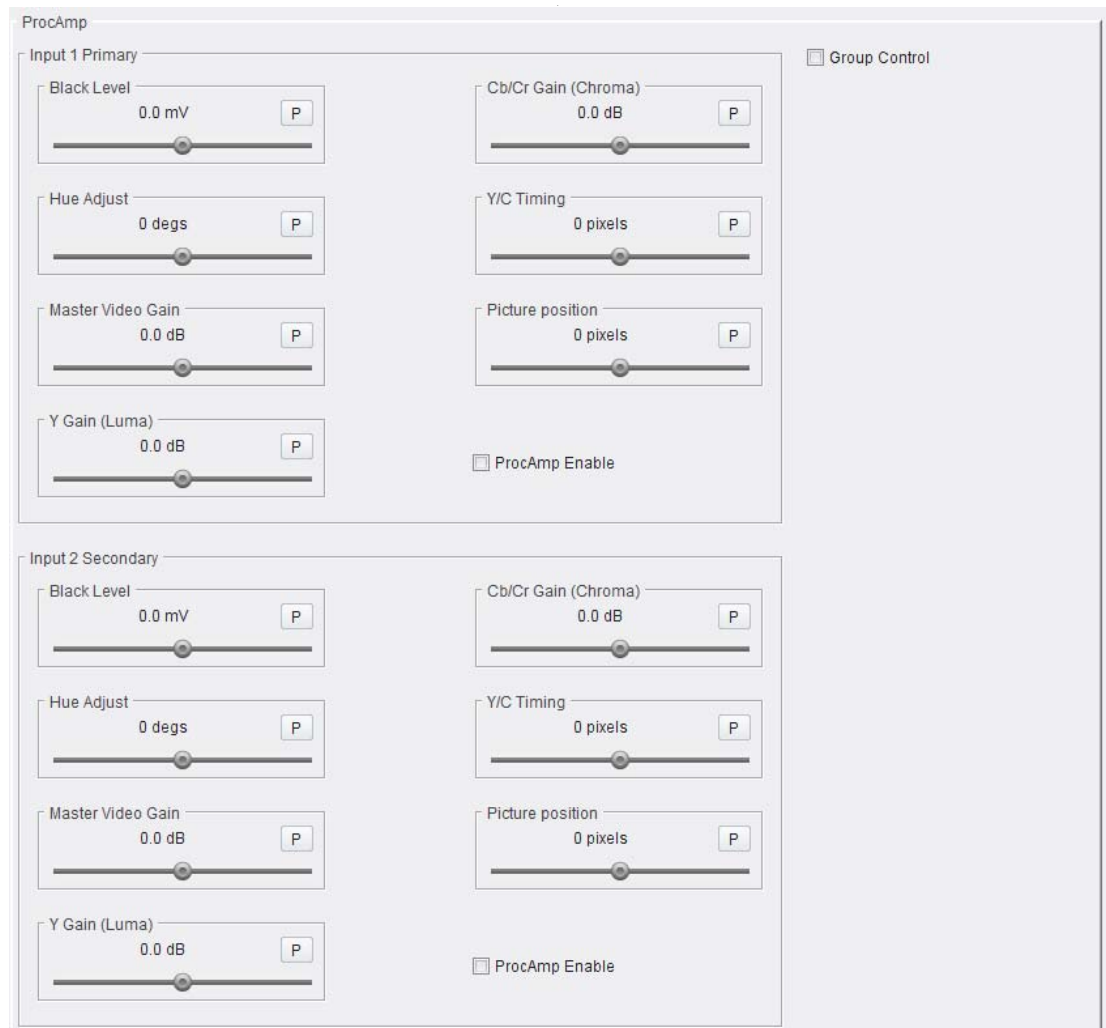 ProcAmp
Input 1 Primary
Group Control
Black Level
0.0 mV
P
Cb/Cr Gain (Chroma)
0.0 dB
P
Hue Adjust
0 degs
P
Y/C Timing
0 pixels
P
Master Video Gain
0.0 dB
P
Picture position
0 pixels
P
Y Gain (Luma)
0.0 dB
P
ProcAmp Enable
Input 2 Secondary
Black Level
0.0 mV
P
Cb/Cr Gain (Chroma)
0.0 dB
P
Hue Adjust
0 degs
P
Y/C Timing
0 pixels
P
Master Video Gain
0.0 dB
P
Picture position
0 pixels
P
Y Gain (Luma)
0.0 dB
P
ProcAmp Enable